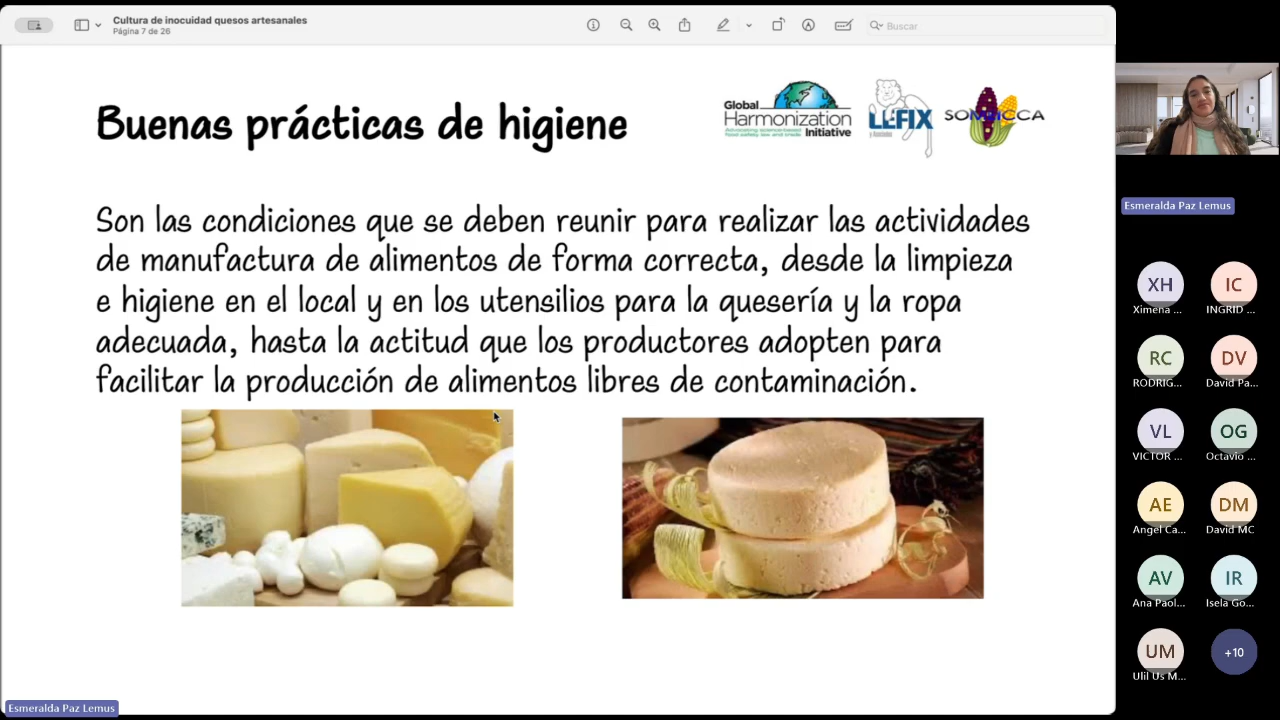 Cultura de inocuidad quesos artesanales
Página 7 de 26
Buscar
Buenas prácticas de higiene
Global
Harmonization
Initiative
LEFIX
SOMEICCA
Son las condiciones que se deben reunir para realizar las actividades
de manufactura de alimentos de forma correcta, desde la limpieza
e higiene en el local y en los utensilios para la quesería y la ropa
adecuada, hasta la actitud que los productores adopten para
facilitar la producción de alimentos libres de contaminación.
Esmeralda Paz Lemus
Esmeralda Paz Lemus
XH
IC
Ximena ...
INGRID ...
RC
DV
RODRIG...
David Pa...
VL
OG
VICTOR ...
Octavio ...
AE
DM
Angel Ca...
David MC
AV
IR
Ana Paol...
Isela Go...
UM
+10
Ulil Us M...